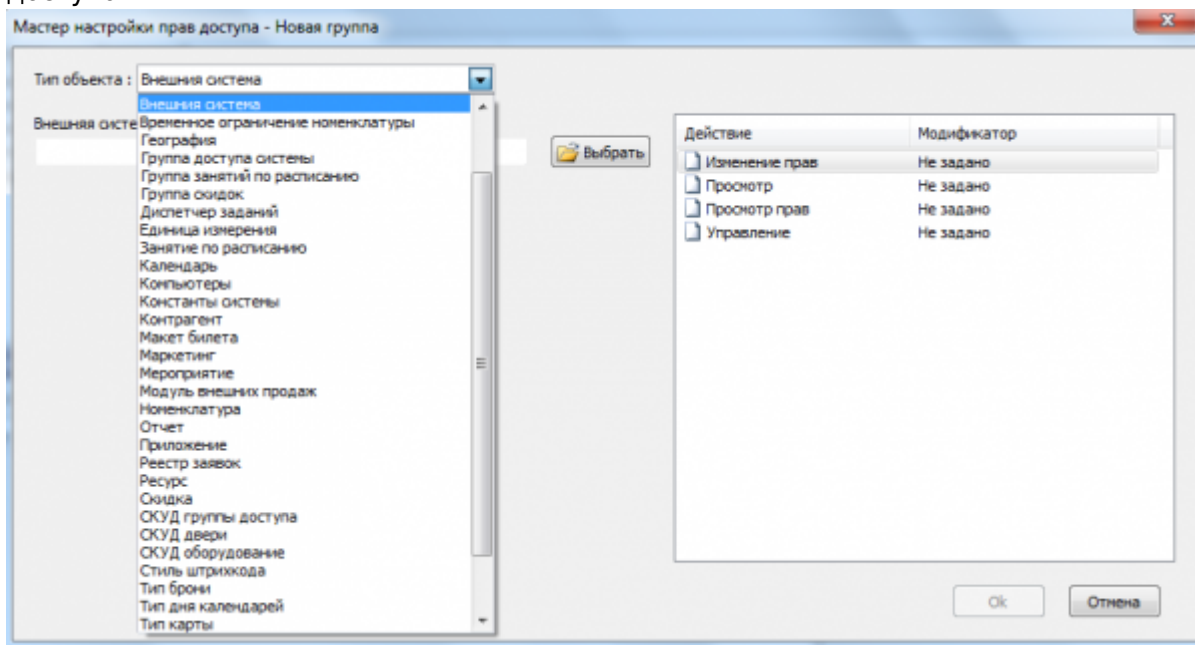 Мастер настройки прав доступа - Новая группа
Тип объекта : Внешния система
Внешняя систе
Выбрать
Внешния система
Временное ограничение номенклатуры
География
Группа доступа системы
Группа занятий по расписанию
Группа скидок
Диспетчер заданий
Единица измерения
Занятие по расписанию
Календарь
Компьютеры
Константы системы
Контрагент
Макет билета
Маркетинг
Мероприятие
Модуль внешних продаж
Номенклатура
Отчет
Приложение
Реестр заявок
Ресурс
Скидка
СКУД группы доступа
СКУД двери
СКУД оборудование
Стиль штрихкода
Тип брони
Тип дня календарей
Тип карты
Действие Модификатор
Изменение прав Не задано
Просмотр Не задано
Просмотр прав Не задано
Управление Не задано
Ok Отмена